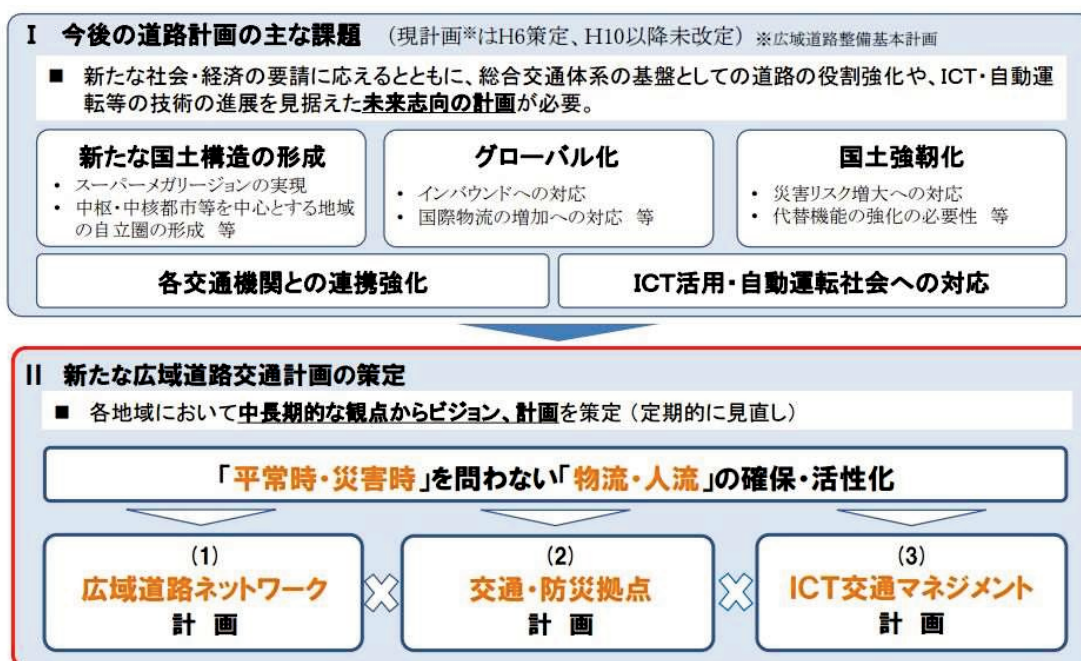 I 今後の道路計画の主な課題 (現計画※はH6策定、H10以降未改定) ※広域道路整備基本計画
■ 新たな社会・経済の要請に応えるとともに、総合交通体系の基盤としての道路の役割強化や、ICT・自動運
転等の技術の進展を見据えた未来志向の計画が必要。
新たな国土構造の形成
• スーパーメガリージョンの実現
• 中枢・中核都市等を中心とする地域
の自立圏の形成 等
グローバル化
• インバウンドへの対応
• 国際物流の増加への対応 等
国土強靭化
• 災害リスク増大への対応
• 代替機能の強化の必要性 等
各交通機関との連携強化
ICT活用・自動運転社会への対応
II 新たな広域道路交通計画の策定
■ 各地域において中長期的な観点からビジョン、計画を策定(定期的に見直し)
「平常時・災害時」を問わない「物流・人流」の確保・活性化
(1)
広域道路ネットワーク
計 画
(2)
交通・防災拠点
計 画
(3)
ICT交通マネジメント
計 画